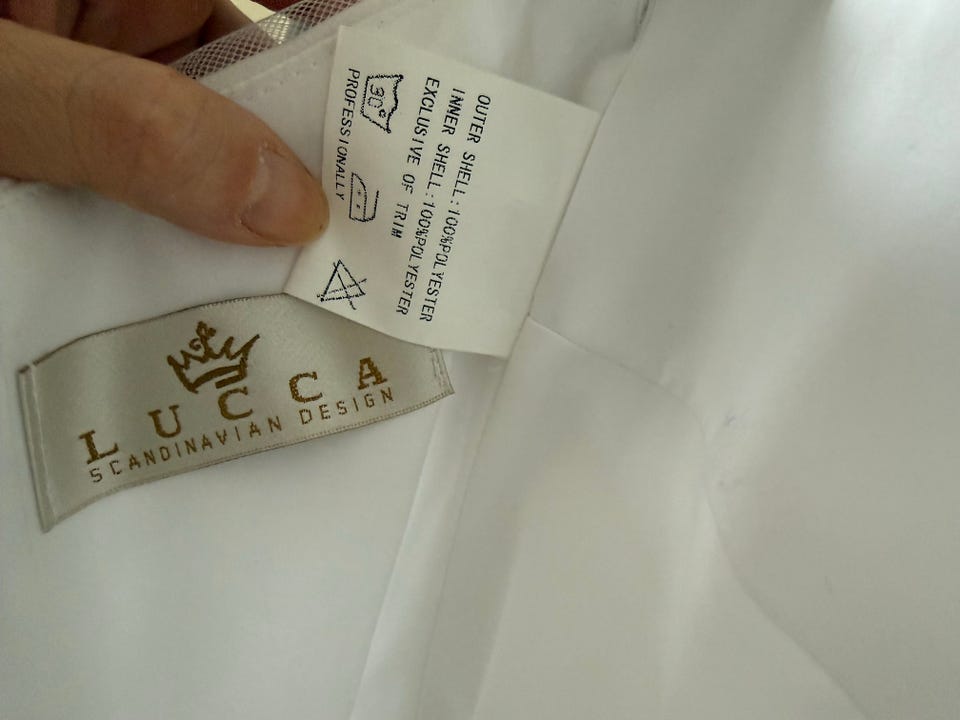 OUTER SHELL:100%POLYESTER
INNER SHELL:100%POLYESTER
EXCLUSIVE OF TRIM
30°
PROFESSIONALLY
LUCCA
SCANDINAVIAN DESIGN